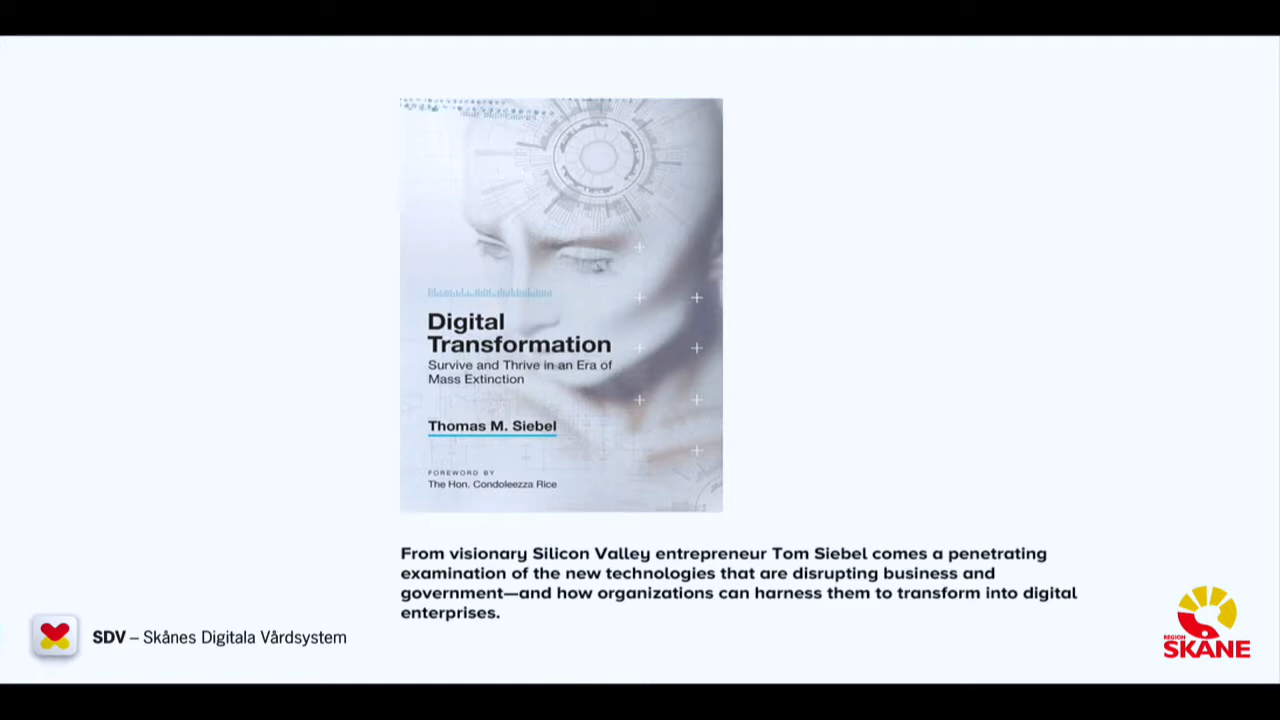 Digital
Transformation
Survive and Thrive in an Era of
Mass Extinction
Thomas M. Siebel
FOREWORD BY
The Hon. Condoleezza Rice
From visionary Silicon Valley entrepreneur Tom Siebel comes a penetrating
examination of the new technologies that are disrupting business and
government—and how organizations can harness them to transform into digital
enterprises.
SDV – Skånes Digitala Vårdsystem
REGION
SKÅNE